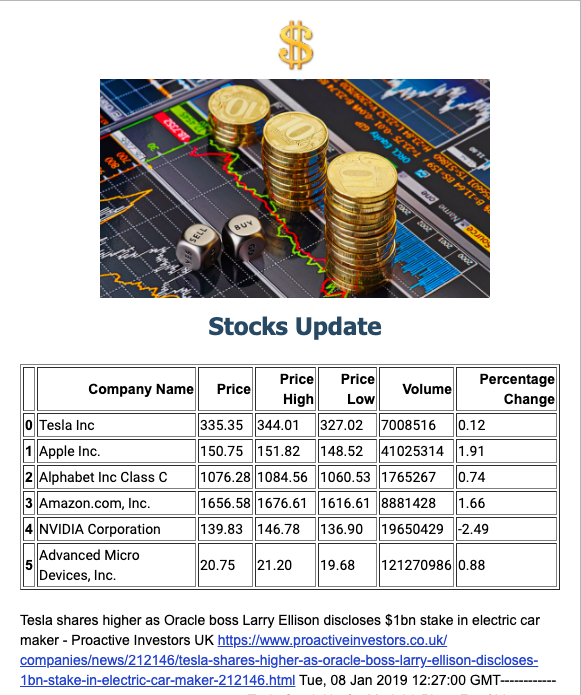 $
SELL
BUY
Stocks Update
Company Name Price Price High Price Low Volume Percentage Change
0 Tesla Inc 335.35 344.01 327.02 7008516 0.12
1 Apple Inc. 150.75 151.82 148.52 41025314 1.91
2 Alphabet Inc Class C 1076.28 1084.56 1060.53 1765267 0.74
3 Amazon.com, Inc. 1656.58 1676.61 1616.61 8881428 1.66
4 NVIDIA Corporation 139.83 146.78 136.90 19650429 -2.49
5 Advanced Micro Devices, Inc. 20.75 21.20 19.68 121270986 0.88
Tesla shares higher as Oracle boss Larry Ellison discloses $1bn stake in electric car
maker - Proactive Investors UK https://www.proactiveinvestors.co.uk/
companies/news/212146/tesla-shares-higher-as-oracle-boss-larry-ellison-discloses-
1bn-stake-in-electric-car-maker-212146.html Tue, 08 Jan 2019 12:27:00 GMT------------